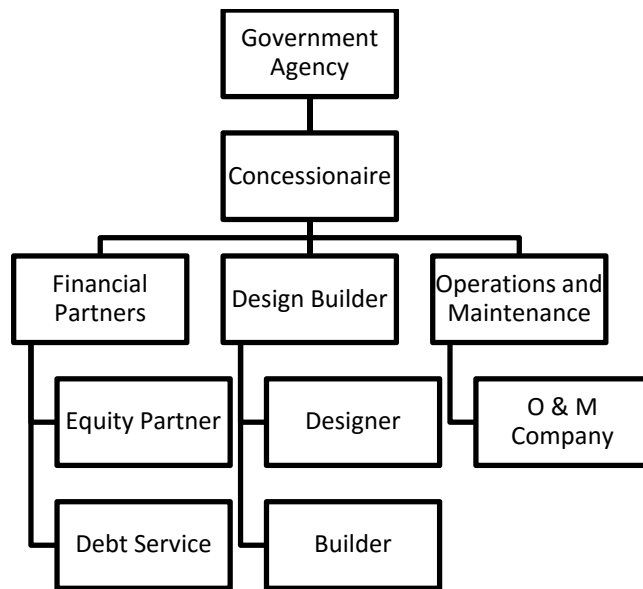 Government
Agency
Concessionaire
Financial
Partners
Design Builder
Operations and
Maintenance
Equity Partner
Designer
O & M
Company
Debt Service
Builder